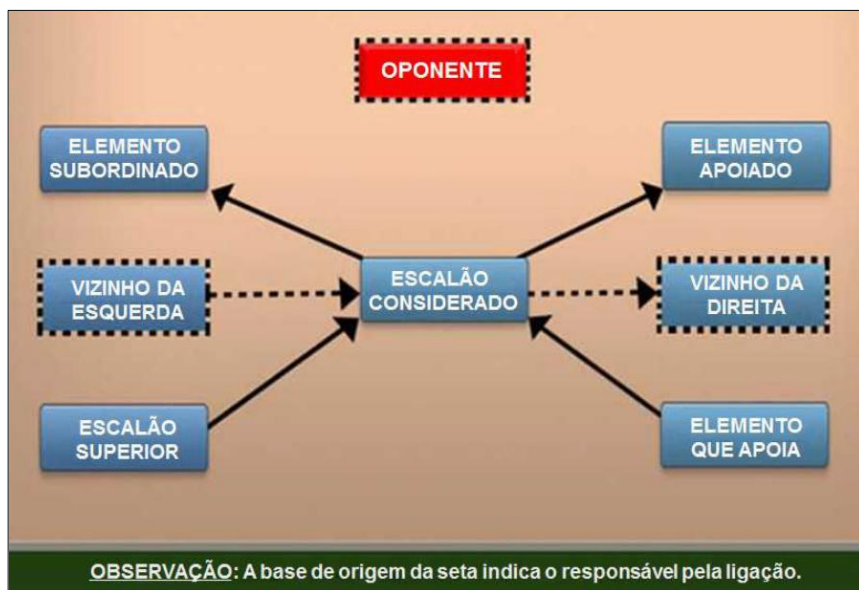 OPONENTE
ELEMENTO
SUBORDINADO
ELEMENTO
APOIADO
VIZINHO DA
ESQUERDA
ESCALÃO
CONSIDERADO
VIZINHO DA
DIREITA
ESCALÃO
SUPERIOR
ELEMENTO
QUE APOIA
OBSERVAÇÃO: A base de origem da seta indica o responsável pela ligação.